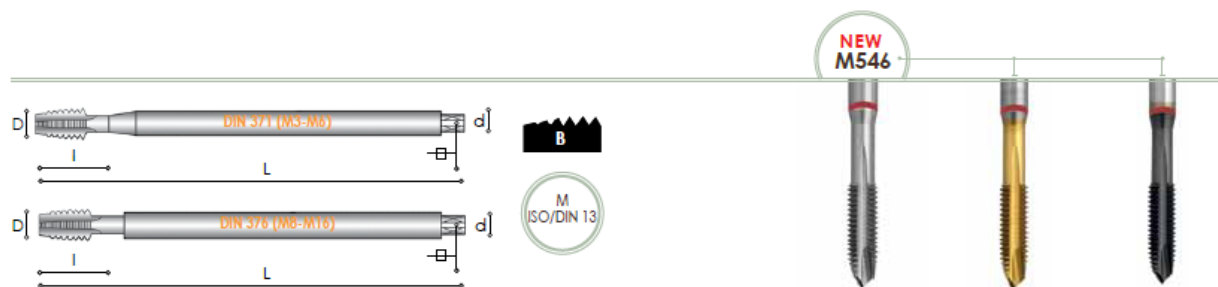 NEW
M546
D
DIN 371 (M3-M6)
d
l
L
B
M
ISO/DIN 13
D
DIN 376 (M8-M16)
d
l
L